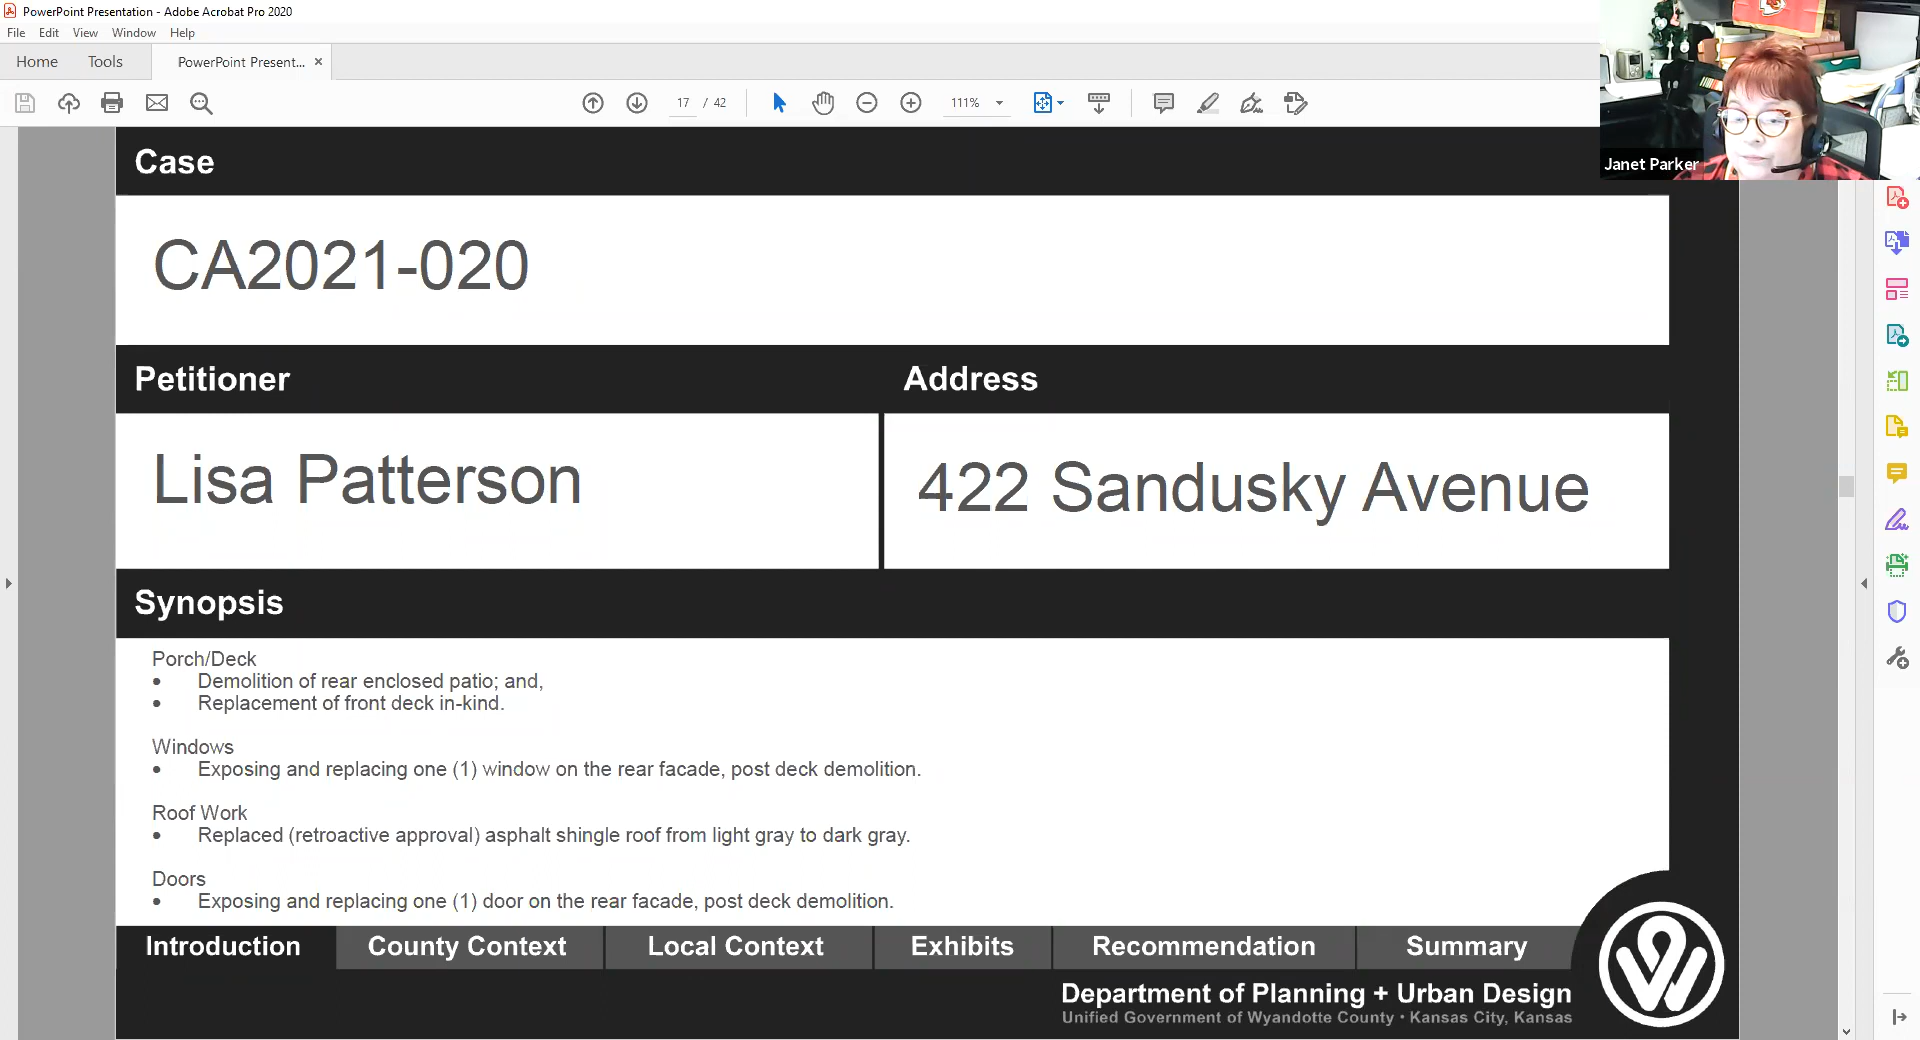 PowerPoint Presentation - Adobe Acrobat Pro 2020
File Edit View Window Help
Home Tools PowerPoint Present... ×
17 / 42 111%
Janet Parker
Case
CA2021-020
Petitioner Address
Lisa Patterson 422 Sandusky Avenue
Synopsis
Porch/Deck
• Demolition of rear enclosed patio; and,
• Replacement of front deck in-kind.
Windows
• Exposing and replacing one (1) window on the rear facade, post deck demolition.
Roof Work
• Replaced (retroactive approval) asphalt shingle roof from light gray to dark gray.
Doors
• Exposing and replacing one (1) door on the rear facade, post deck demolition.
Introduction County Context Local Context Exhibits Recommendation Summary
Department of Planning + Urban Design
Unified Government of Wyandotte County • Kansas City, Kansas